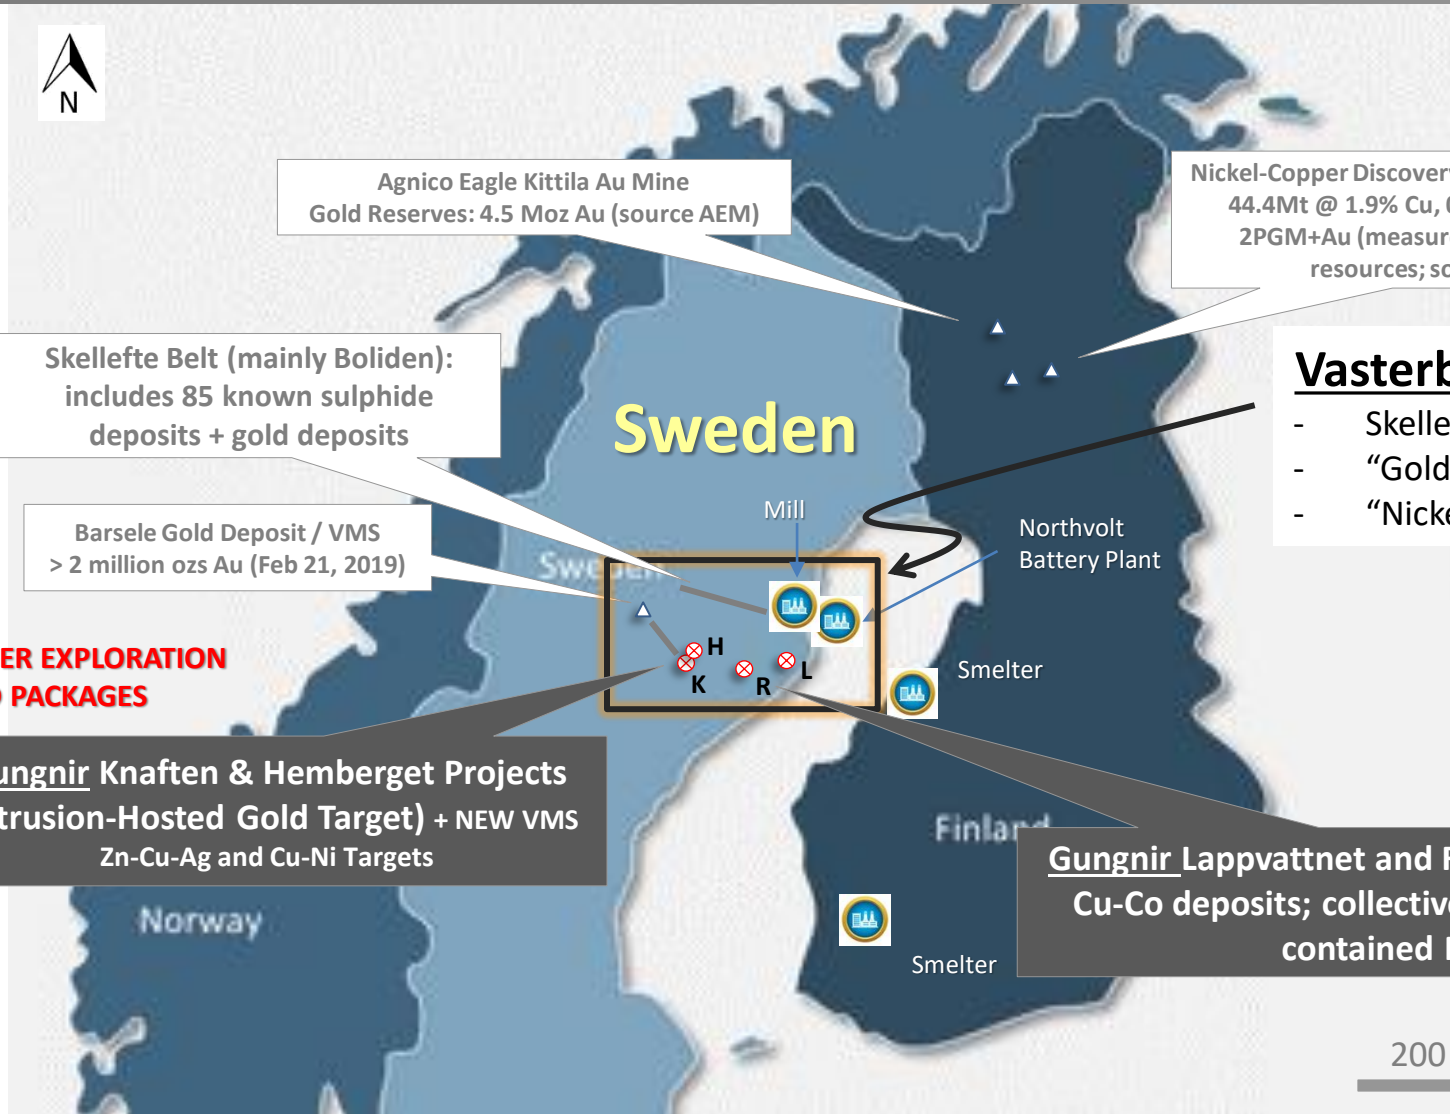 N
Agnico Eagle Kittila Au Mine
Gold Reserves: 4.5 Moz Au (source AEM)
Nickel-Copper Discover
44.4Mt @ 1.9% Cu,
2PGM+Au (measur
resources; so
Skellefte Belt (mainly Boliden):
includes 85 known sulphide
deposits + gold deposits
Vasterb
- Skelle
- “Gold
- “Nicke
Sweden
Barsele Gold Deposit / VMS
> 2 million ozs Au (Feb 21, 2019)
Mill
Northvolt
Battery Plant
Sweden
H
K
R
L
Smelter
ER EXPLORATION
PACKAGES
ungnir Knaften & Hemberget Projects
trusion-Hosted Gold Target) + NEW VMS
Zn-Cu-Ag and Cu-Ni Targets
Finland
Gungnir Lappvattnet and
Cu-Co deposits; collective
contained
Norway
Smelter
200